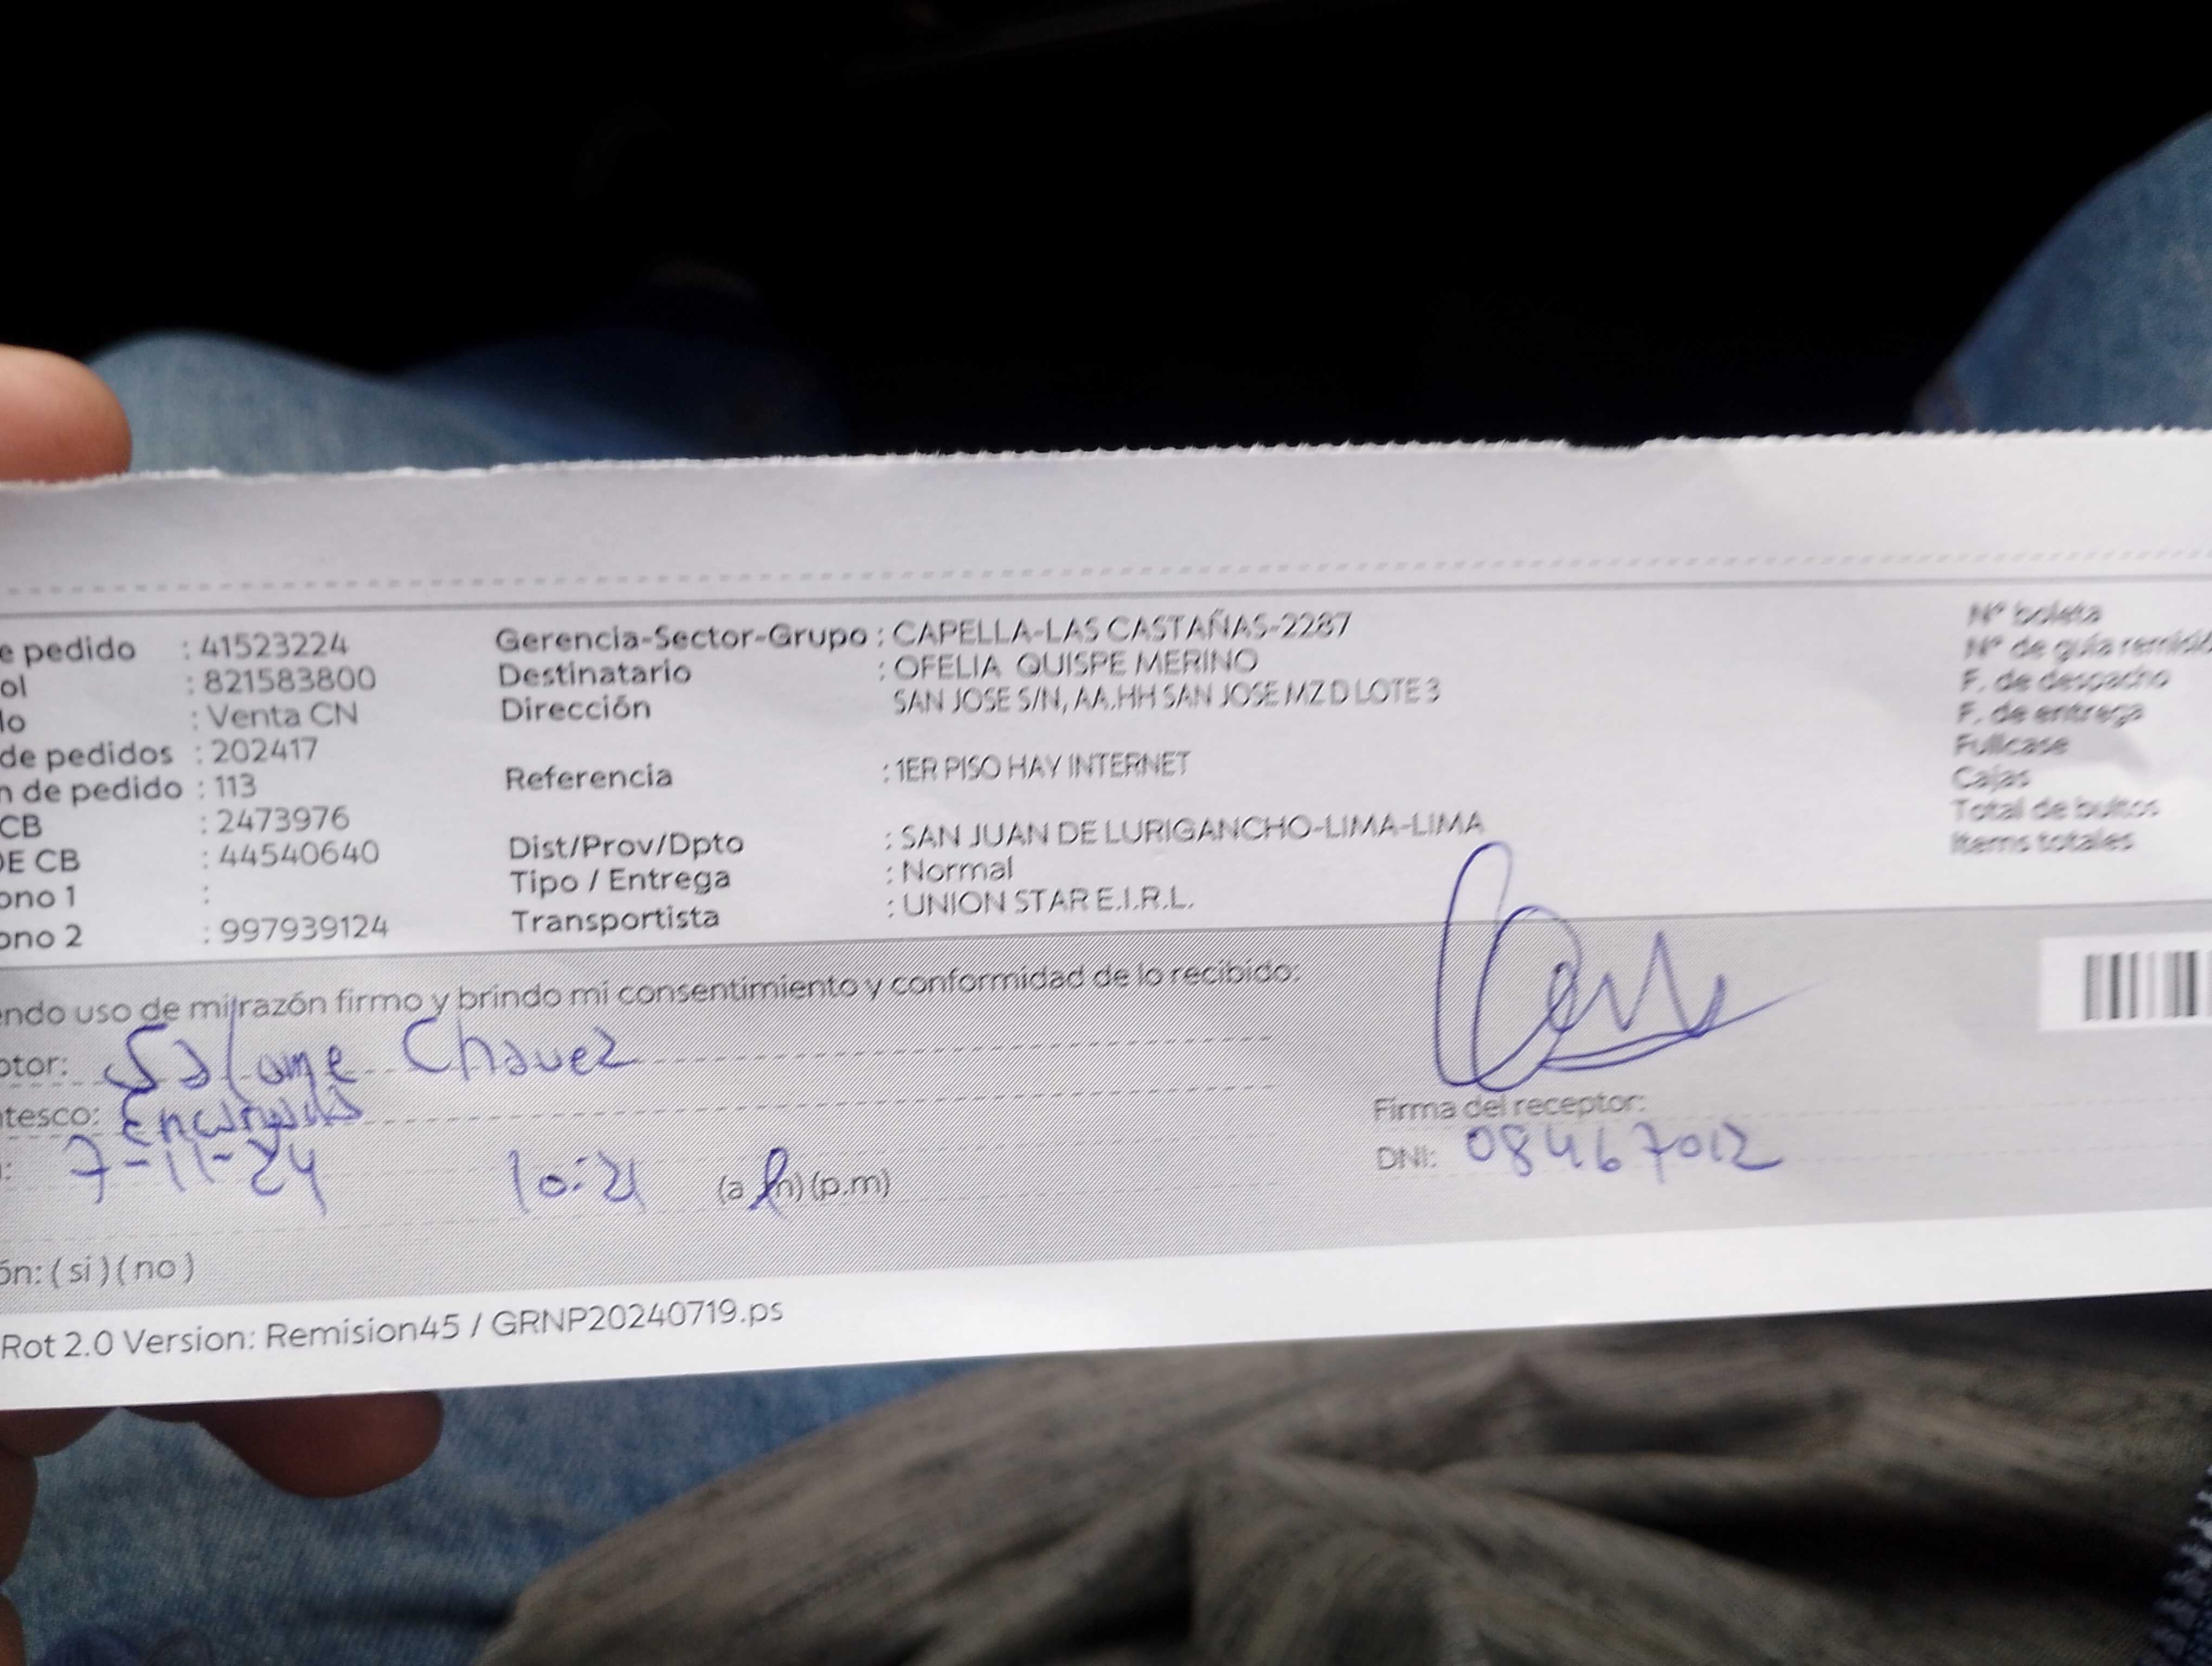 e pedido : 41523224
ol : 821583800
lo : Venta CN
de pedidos : 202417
n de pedido : 113
CB : 2473976
DE CB : 44540640
ono 1 :
ono 2 : 997939124
Gerencia-Sector-Grupo : CAPELLA-LAS CASTAÑAS-2287
Destinatario : OFELIA QUISPE MERINO
Dirección SAN JOSE S/N, AA.HH SAN JOSE MZ D LOTE 3
Referencia : 1ER PISO HAY INTERNET
Dist/Prov/Dpto : SAN JUAN DE LURIGANCHO-LIMA-LIMA
Tipo / Entrega : Normal
Transportista : UNION STAR E.I.R.L.
N° boleta
N° de guía remisió
F. de despacho
F. de entrega
Fullcase
Cajas
Total de bultos
Items totales
endo uso de mi razón firmo y brindo mi consentimiento y conformidad de lo recibido:
ptor: Salome Chavez
tesco:
: 7-11-24 10:21 (a.m) (p.m)
Firma del receptor:
DNI: 08467012
ón: ( si ) ( no )
Rot 2.0 Version: Remision45 / GRNP20240719.ps